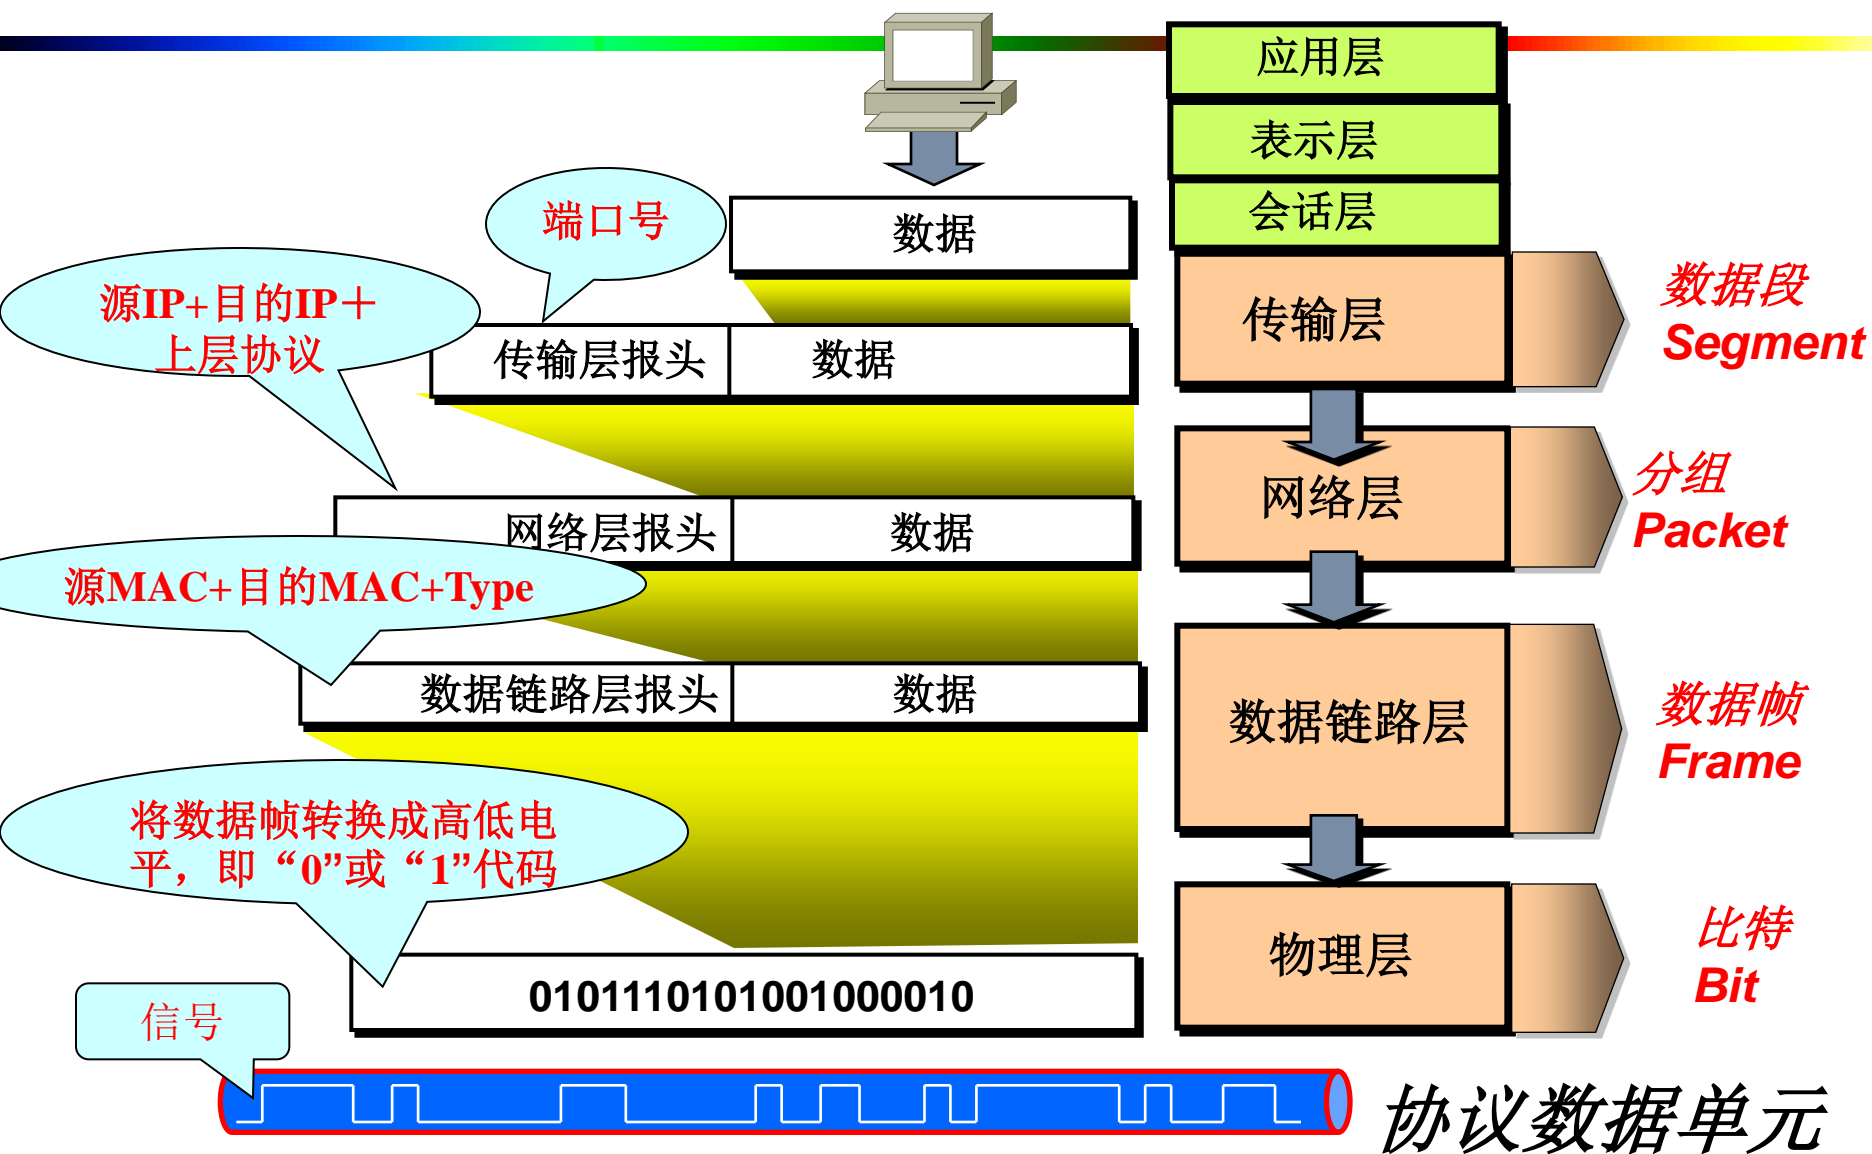 应用层
表示层
会话层
端口号
数据
源IP+目的IP＋
上层协议
传输层报头
数据
传输层
数据段
Segment
网络层报头
数据
网络层
分组
Packet
源MAC+目的MAC+Type
数据链路层报头
数据
数据链路层
数据帧
Frame
将数据帧转换成高低电
平，即“0”或“1”代码
0101110101001000010
物理层
比特
Bit
信号
协议数据单元